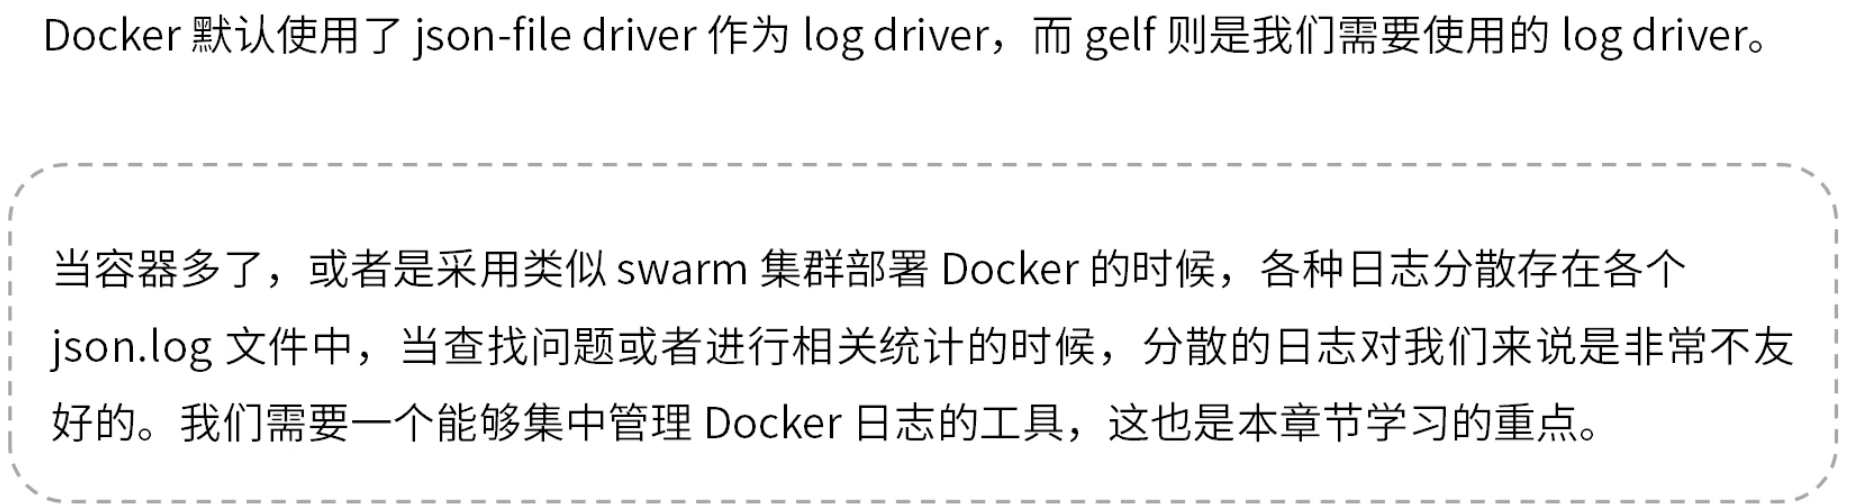 Docker 默认使用了 json-file driver 作为 log driver，而 gelf 则是我们需要使用的 log driver。
当容器多了，或者是采用类似 swarm 集群部署 Docker 的时候，各种日志分散存在各个
json.log 文件中，当查找问题或者进行相关统计的时候，分散的日志对我们来说是非常不友
好的。我们需要一个能够集中管理 Docker 日志的工具，这也是本章节学习的重点。